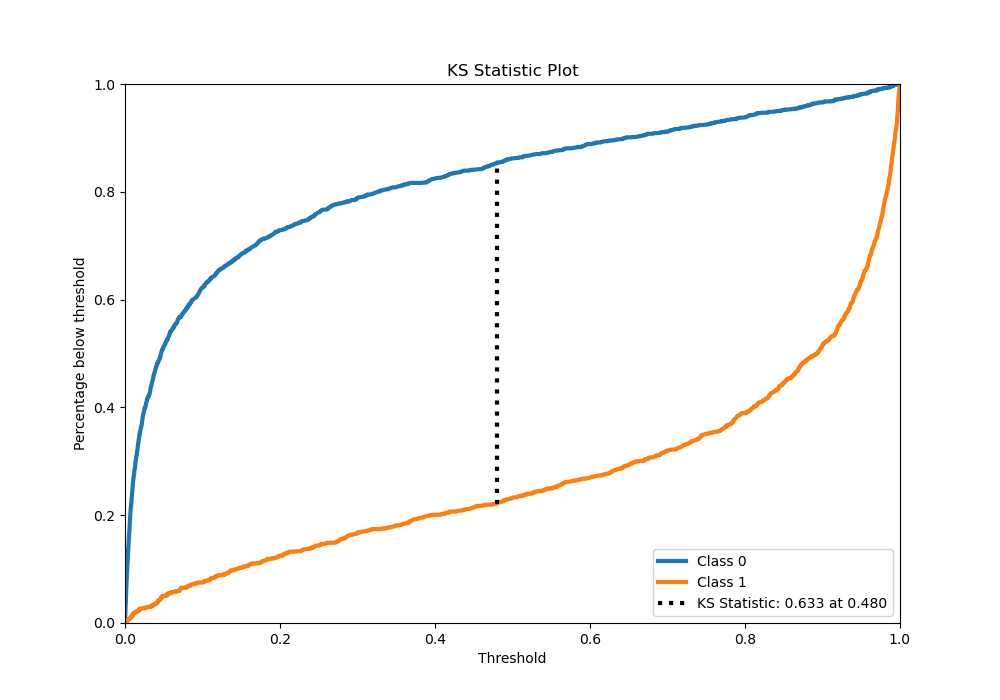 KS Statistic Plot
1.0
0.8
0.6
0.4
0.2
0.0
Percentage below threshold
0.0 0.2 0.4 0.6 0.8 1.0
Threshold
Class 0
Class 1
KS Statistic: 0.633 at 0.480